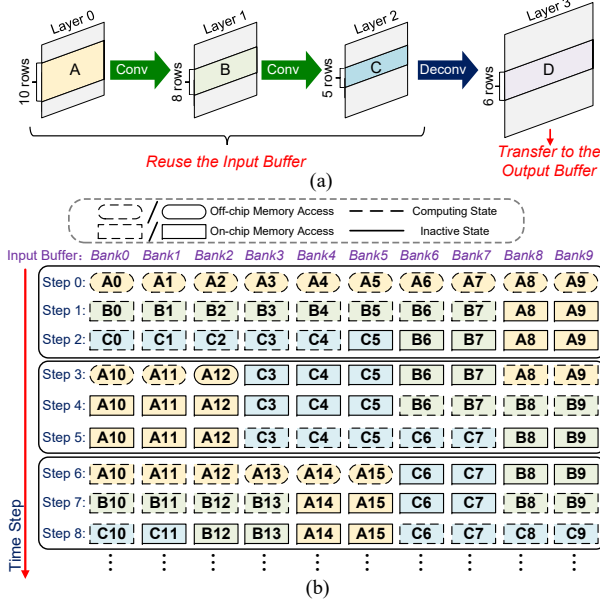 Layer 0
Layer 1
Layer 2
Layer 3
10 rows
A
Conv
8 rows
B
Conv
5 rows
C
Deconv
6 rows
D
Reuse the Input Buffer
Transfer to the
Output Buffer
(a)
/ Off-chip Memory Access Computing State
/ On-chip Memory Access Inactive State
Input Buffer: Bank0 Bank1 Bank2 Bank3 Bank4 Bank5 Bank6 Bank7 Bank8 Bank9
Step 0: A0 A1 A2 A3 A4 A5 A6 A7 A8 A9
Step 1: B0 B1 B2 B3 B4 B5 B6 B7 A8 A9
Step 2: C0 C1 C2 C3 C4 C5 B6 B7 A8 A9
Step 3: A10 A11 A12 C3 C4 C5 B6 B7 A8 A9
Step 4: A10 A11 A12 C3 C4 C5 B6 B7 B8 B9
Step 5: A10 A11 A12 C3 C4 C5 C6 C7 B8 B9
Step 6: A10 A11 A12 A13 A14 A15 C6 C7 B8 B9
Step 7: B10 B11 B12 B13 A14 A15 C6 C7 B8 B9
Step 8: C10 C11 B12 B13 A14 A15 C6 C7 C8 C9
Time Step
(b)